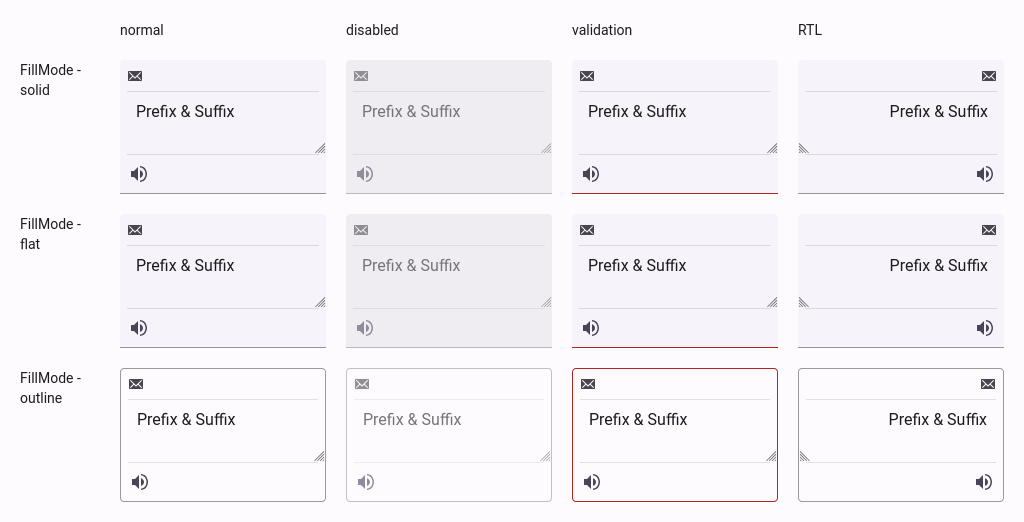 normal disabled validation RTL
FillMode -
solid
Prefix & Suffix Prefix & Suffix Prefix & Suffix Prefix & Suffix
FillMode -
flat
Prefix & Suffix Prefix & Suffix Prefix & Suffix Prefix & Suffix
FillMode -
outline
Prefix & Suffix Prefix & Suffix Prefix & Suffix Prefix & Suffix